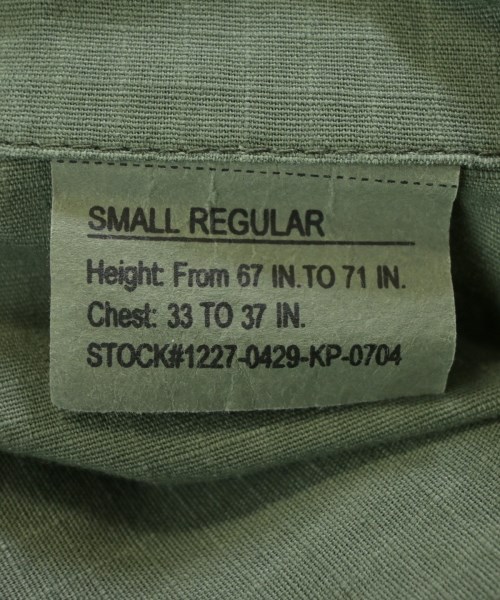 SMALL REGULAR
Height: From 67 IN.TO 71 IN.
Chest: 33 TO 37 IN.
STOCK#1227-0429-KP-0704